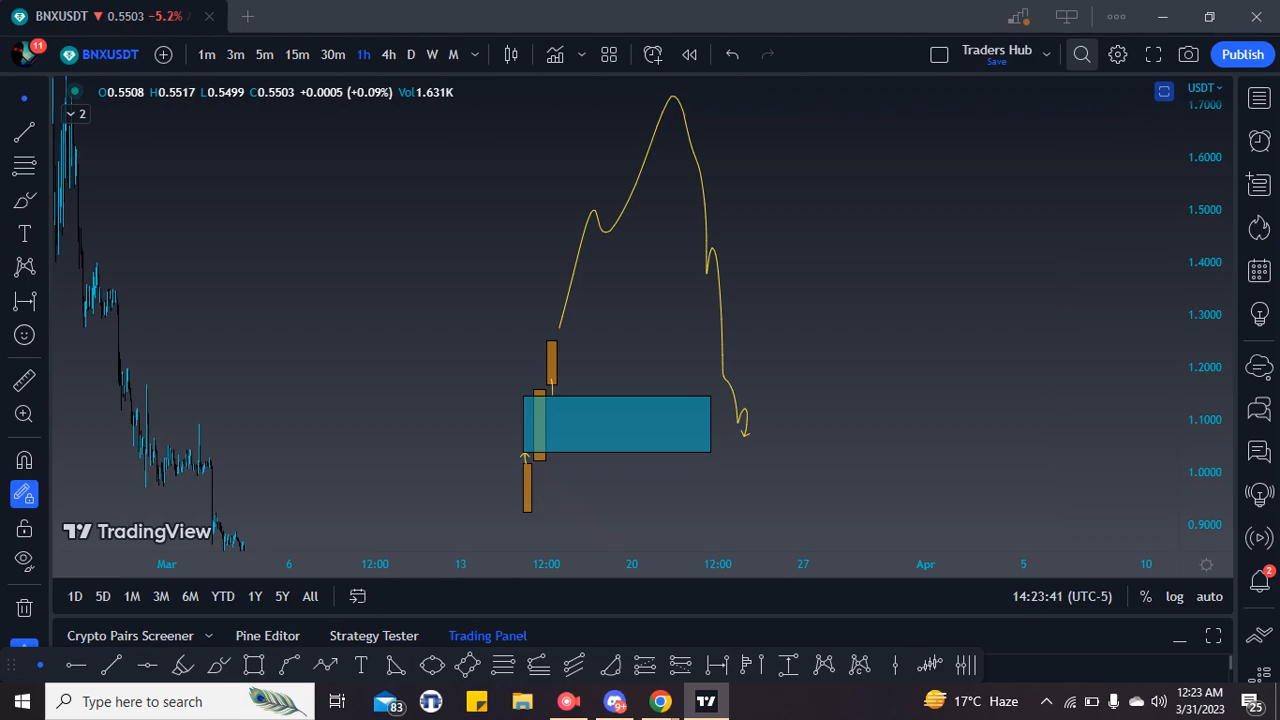 BNXUSDT ▼ 0.5503 −5.2% /
11 BNXUSDT 1m 3m 5m 15m 30m 1h 4h D W M Traders Hub Save Publish
O0.5508 H0.5517 L0.5499 C0.5503 +0.0005 (+0.09%) Vol1.631K USDT
2
1.7000
1.6000
1.5000
1.4000
1.3000
1.2000
1.1000
1.0000
0.9000
TradingView
Mar 6 12:00 13 12:00 20 12:00 27 Apr 5 10
1D 5D 1M 3M 6M YTD 1Y 5Y All 14:23:41 (UTC-5) % log auto
2
Crypto Pairs Screener Pine Editor Strategy Tester Trading Panel
Type here to search 83 9+ 17°C Haze 12:23 AM
3/31/2023 25